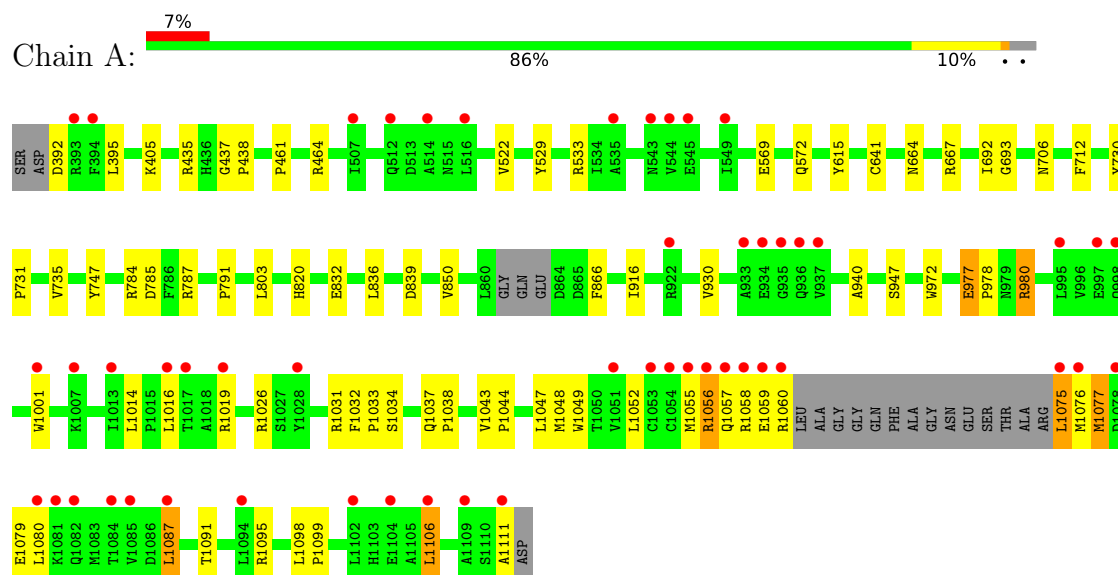 7%
Chain A:
86%
10%
• •
SER
ASP
D392
R393
F394
L395
K405
R435
H436
G437
P438
P461
R464
I507
Q512
D513
A514
N515
L516
V522
Y529
R533
I534
A535
N543
V544
E545
I549
E569
Q572
Y615
C641
N664
R667
I692
G693
N706
F712
Y730
P731
V735
Y747
R784
D785
F786
R787
P791
L803
H820
E832
L836
D839
V850
L860
GLY
GLN
GLU
D864
D865
F866
I916
R922
V930
A933
E934
G935
Q936
V937
A940
S947
W972
E977
P978
N979
R980
L995
V996
E997
Q998
W1001
K1007
I1013
L1014
P1015
L1016
T1017
A1018
R1019
R1026
S1027
Y1028
R1031
F1032
P1033
S1034
Q1037
P1038
V1043
P1044
L1047
M1048
W1049
T1050
V1051
L1052
C1053
C1054
M1055
R1056
Q1057
R1058
E1059
R1060
LEU
ALA
GLY
GLY
GLN
PHE
ALA
GLY
ASN
GLU
SER
THR
ALA
ARG
L1075
M1076
M1077
D1078
E1079
L1080
K1081
Q1082
M1083
T1084
V1085
D1086
L1087
T1091
L1094
R1095
L1098
P1099
L1102
H1103
E1104
A1105
L1106
A1109
S1110
A1111
ASP